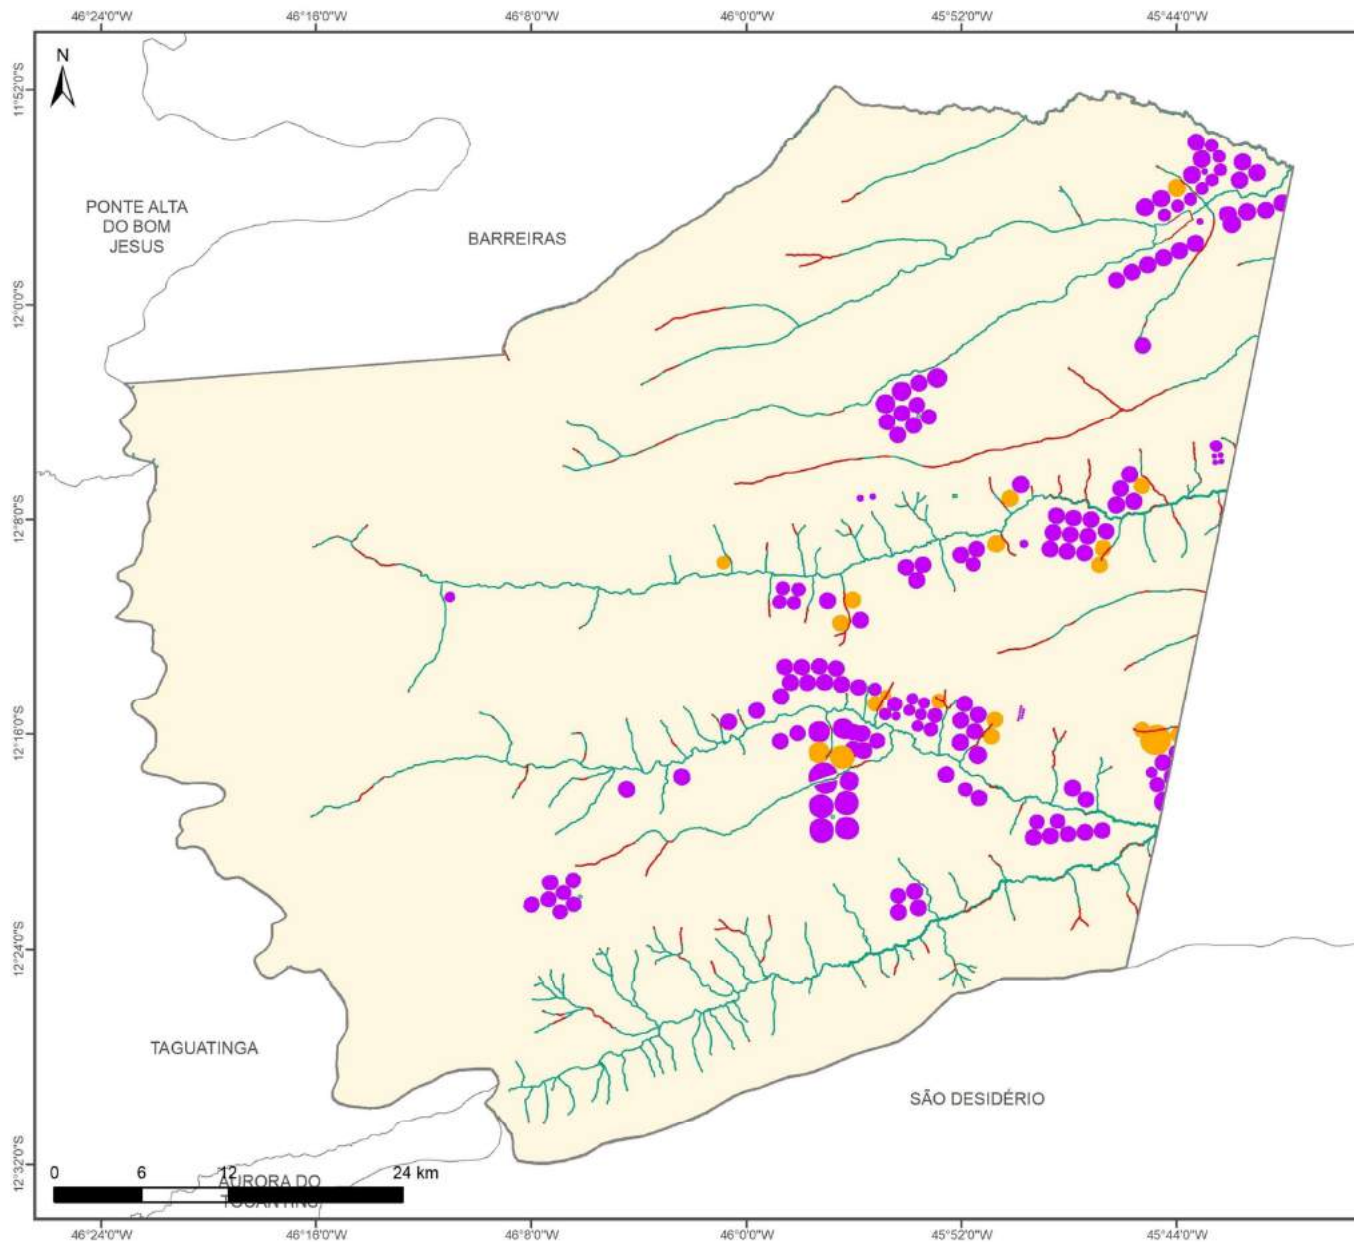 46°24'0"W 46°16'0"W 46°8'0"W 46°0'0"W 45°52'0"W 45°44'0"W
N
11°52'0"S
PONTE ALTA
DO BOM
JESUS
BARREIRAS
12°0'0"S
12°8'0"S
12°16'0"S
12°24'0"S
TAGUATINGA
SÃO DESIDÉRIO
12°32'0"S
0 6 12 24 km
AURORA DO
TOCANTINS
46°24'0"W 46°16'0"W 46°8'0"W 46°0'0"W 45°52'0"W 45°44'0"W